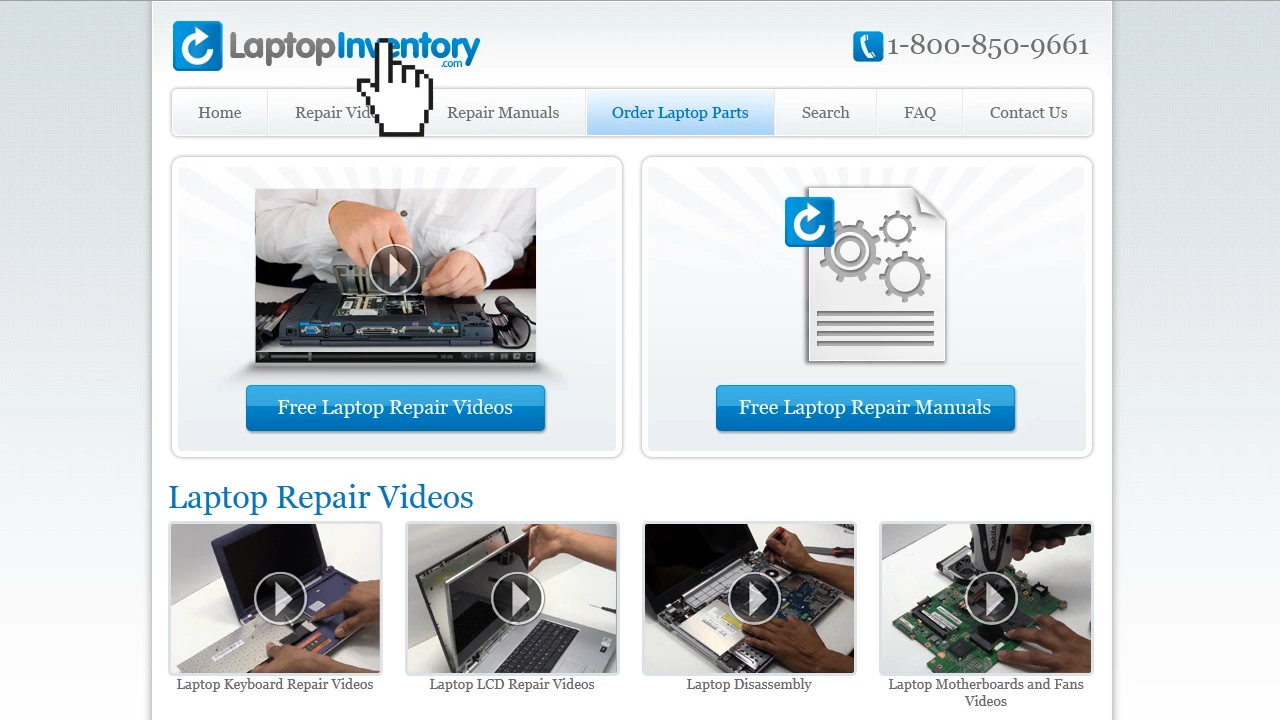 LaptopInventory
.com
1-800-850-9661
Home
Repair Manuals
Order Laptop Parts
Search
FAQ
Contact Us
Free Laptop Repair Videos
Free Laptop Repair Manuals
Laptop Repair Videos
Laptop Keyboard Repair Videos
Laptop LCD Repair Videos
Laptop Disassembly
Laptop Motherboards and Fans
Videos